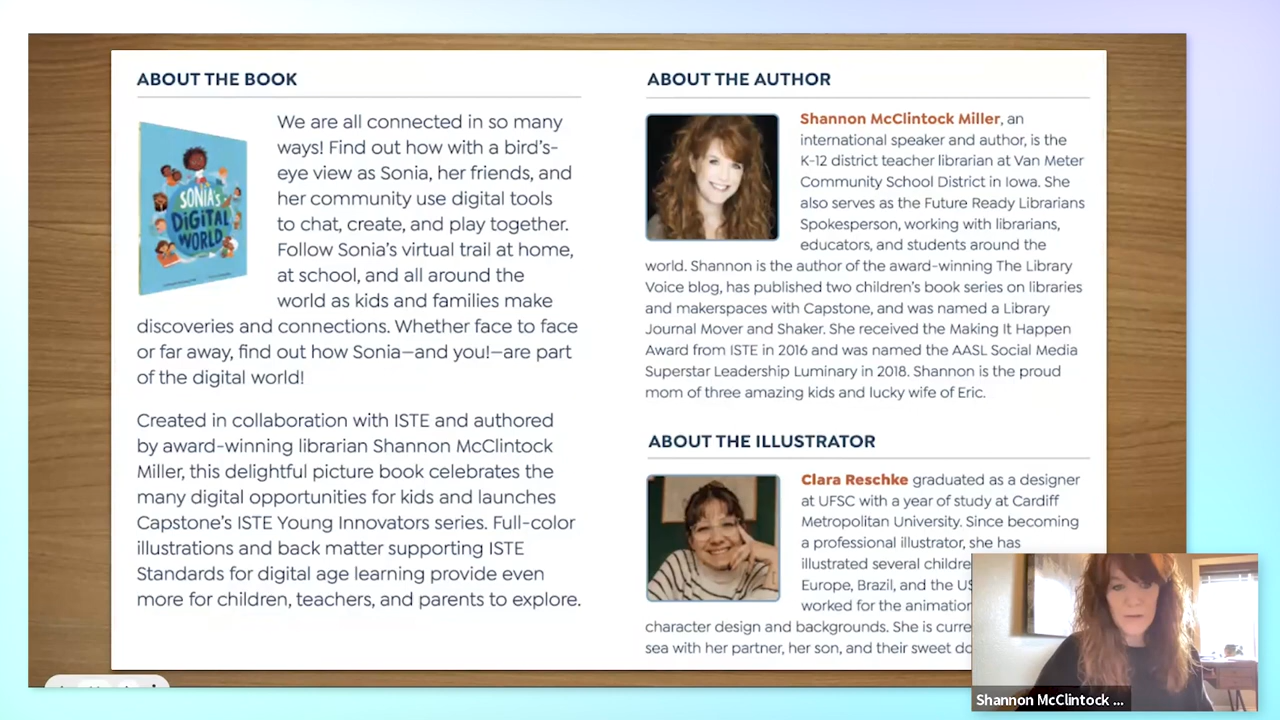 ABOUT THE BOOK
SONIA'S
DIGITAL
WORLD
We are all connected in so many
ways! Find out how with a bird's-
eye view as Sonia, her friends, and
her community use digital tools
to chat, create, and play together.
Follow Sonia's virtual trail at home,
at school, and all around the
world as kids and families make
discoveries and connections. Whether face to face
or far away, find out how Sonia—and you!—are part
of the digital world!
Created in collaboration with ISTE and authored
by award-winning librarian Shannon McClintock
Miller, this delightful picture book celebrates the
many digital opportunities for kids and launches
Capstone's ISTE Young Innovators series. Full-color
illustrations and back matter supporting ISTE
Standards for digital age learning provide even
more for children, teachers, and parents to explore.
ABOUT THE AUTHOR
Shannon McClintock Miller, an
international speaker and author, is the
K-12 district teacher librarian at Van Meter
Community School District in Iowa. She
also serves as the Future Ready Librarians
Spokesperson, working with librarians,
educators, and students around the
world. Shannon is the author of the award-winning The Library
Voice blog, has published two children's book series on libraries
and makerspaces with Capstone, and was named a Library
Journal Mover and Shaker. She received the Making It Happen
Award from ISTE in 2016 and was named the AASL Social Media
Superstar Leadership Luminary in 2018. Shannon is the proud
mom of three amazing kids and lucky wife of Eric.
ABOUT THE ILLUSTRATOR
Clara Reschke graduated as a designer
at UFSC with a year of study at Cardiff
Metropolitan University. Since becoming
a professional illustrator, she has
illustrated several childre
Europe, Brazil, and the US
worked for the animation
character design and backgrounds. She is curre
sea with her partner, her son, and their sweet do
Shannon McClintock ...